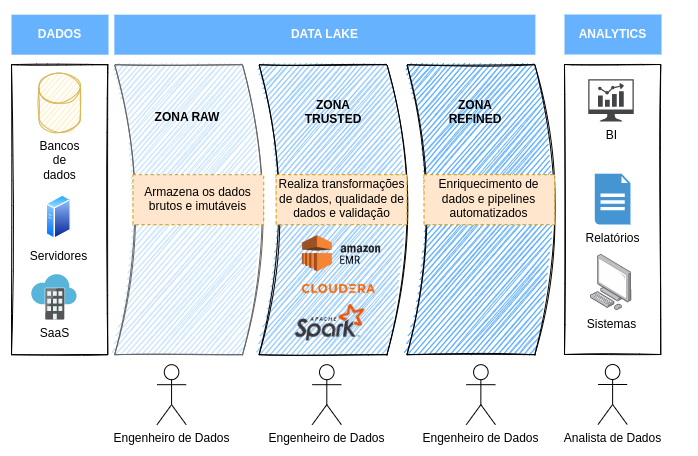 DADOS
DATA LAKE
ANALYTICS
Bancos
de
dados
Servidores
SaaS
ZONA RAW
Armazena os dados
brutos e imutáveis
ZONA
TRUSTED
Realiza transformações
de dados, qualidade de
dados e validação
amazon
EMR
CLOUDERA
APACHE
Spark
ZONA
REFINED
Enriquecimento de
dados e pipelines
automatizados
BI
Relatórios
Sistemas
Engenheiro de Dados
Engenheiro de Dados
Engenheiro de Dados
Analista de Dados